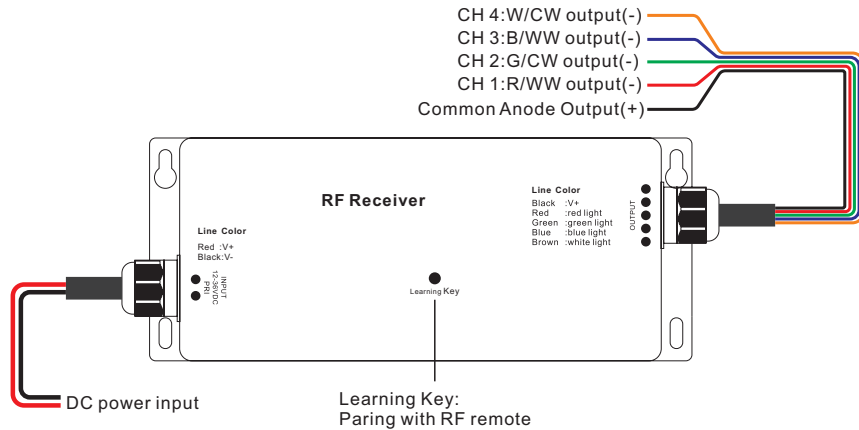 CH 4:W/CW output(-)
CH 3:B/WW output(-)
CH 2:G/CW output(-)
CH 1:R/WW output(-)
Common Anode Output(+)
RF Receiver
Line Color
Black :V+
Red :red light
Green :green light
Blue :blue light
Brown :white light
OUTPUT
Line Color
Red :V+
Black:V-
INPUT
12-36VDC
PRI
Learning Key
DC power input
Learning Key:
Paring with RF remote